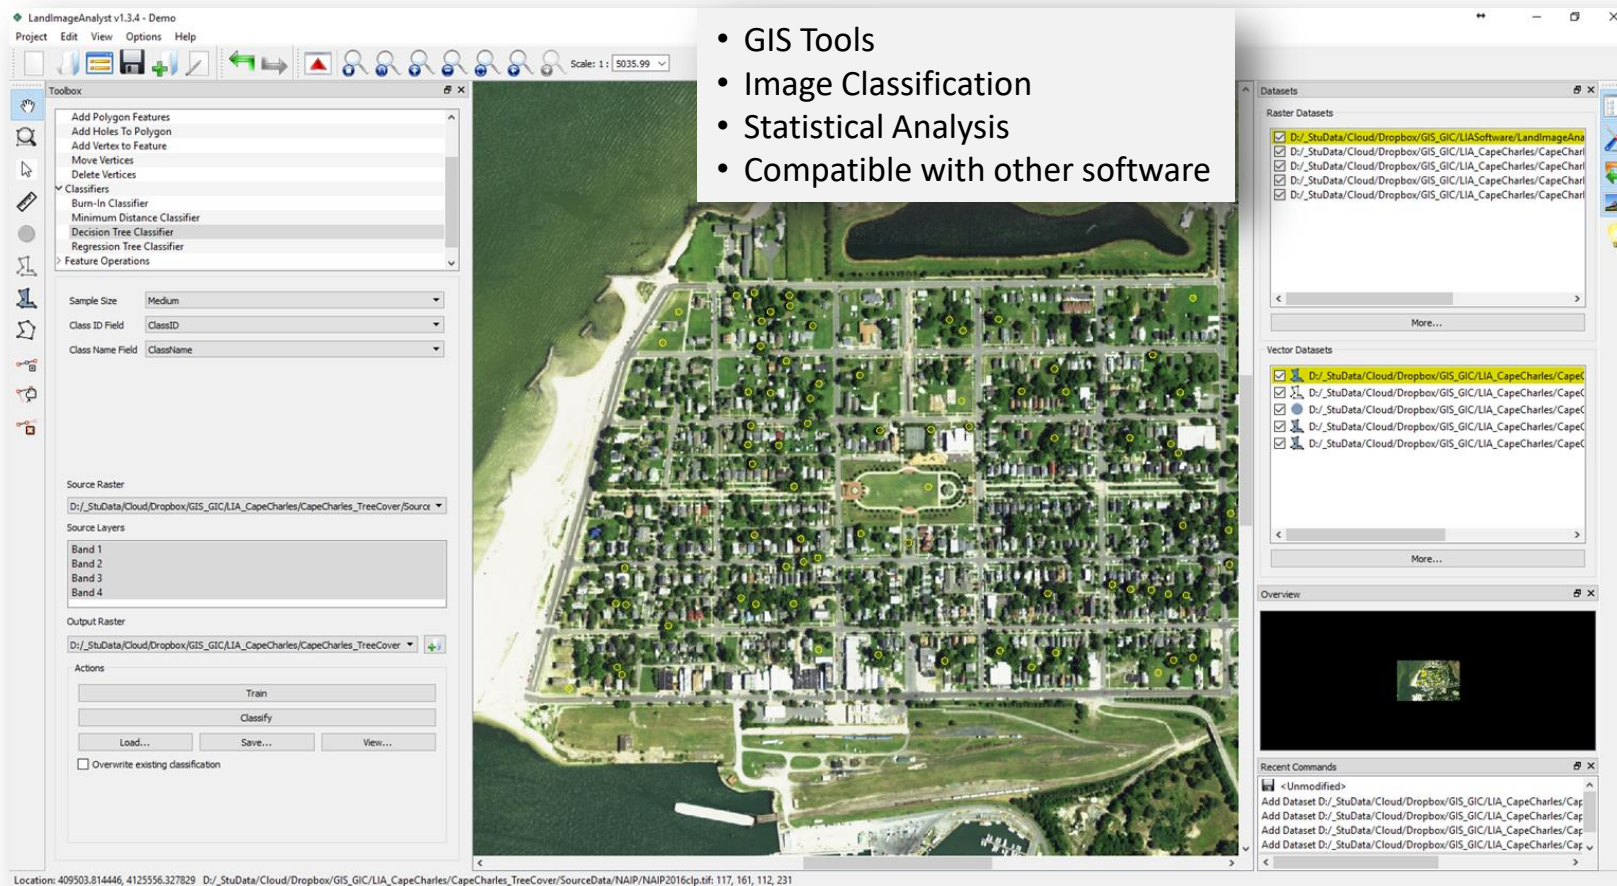 LandImageAnalyst v1.3.4 - Demo
Project Edit View Options Help
Scale: 1: 5035.99
• GIS Tools
• Image Classification
• Statistical Analysis
• Compatible with other software
Toolbox
Add Polygon Features
Add Holes To Polygon
Add Vertex to Feature
Move Vertices
Delete Vertices
Classifiers
Burn-In Classifier
Minimum Distance Classifier
Decision Tree Classifier
Regression Tree Classifier
Feature Operations
Sample Size Medium
Class ID Field ClassID
Class Name Field ClassName
Source Raster
D:/_StuData/Cloud/Dropbox/GIS_GIC/LIA_CapeCharles/CapeCharles_TreeCover/Source
Source Layers
Band 1
Band 2
Band 3
Band 4
Output Raster
D:/_StuData/Cloud/Dropbox/GIS_GIC/LIA_CapeCharles/CapeCharles_TreeCover
Actions
Train
Classify
Load... Save... View...
Overwrite existing classification
Datasets
Raster Datasets
D:/_StuData/Cloud/Dropbox/GIS_GIC/LIASoftware/LandImageAna
D:/_StuData/Cloud/Dropbox/GIS_GIC/LIA_CapeCharles/CapeCharl
D:/_StuData/Cloud/Dropbox/GIS_GIC/LIA_CapeCharles/CapeCharl
D:/_StuData/Cloud/Dropbox/GIS_GIC/LIA_CapeCharles/CapeCharl
D:/_StuData/Cloud/Dropbox/GIS_GIC/LIA_CapeCharles/CapeCharl
More...
Vector Datasets
D:/_StuData/Cloud/Dropbox/GIS_GIC/LIA_CapeCharles/CapeC
D:/_StuData/Cloud/Dropbox/GIS_GIC/LIA_CapeCharles/CapeC
D:/_StuData/Cloud/Dropbox/GIS_GIC/LIA_CapeCharles/CapeC
D:/_StuData/Cloud/Dropbox/GIS_GIC/LIA_CapeCharles/CapeC
D:/_StuData/Cloud/Dropbox/GIS_GIC/LIA_CapeCharles/CapeC
More...
Overview
Recent Commands
<Unmodified>
Add Dataset D:/_StuData/Cloud/Dropbox/GIS_GIC/LIA_CapeCharles/Cap
Add Dataset D:/_StuData/Cloud/Dropbox/GIS_GIC/LIA_CapeCharles/Cap
Add Dataset D:/_StuData/Cloud/Dropbox/GIS_GIC/LIA_CapeCharles/Cap
Add Dataset D:/_StuData/Cloud/Dropbox/GIS_GIC/LIA_CapeCharles/Cap
Location: 409503.814446, 4125556.327829 D:/_StuData/Cloud/Dropbox/GIS_GIC/LIA_CapeCharles/CapeCharles_TreeCover/SourceData/NAIP/NAIP2016clp.tif: 117, 161, 112, 231